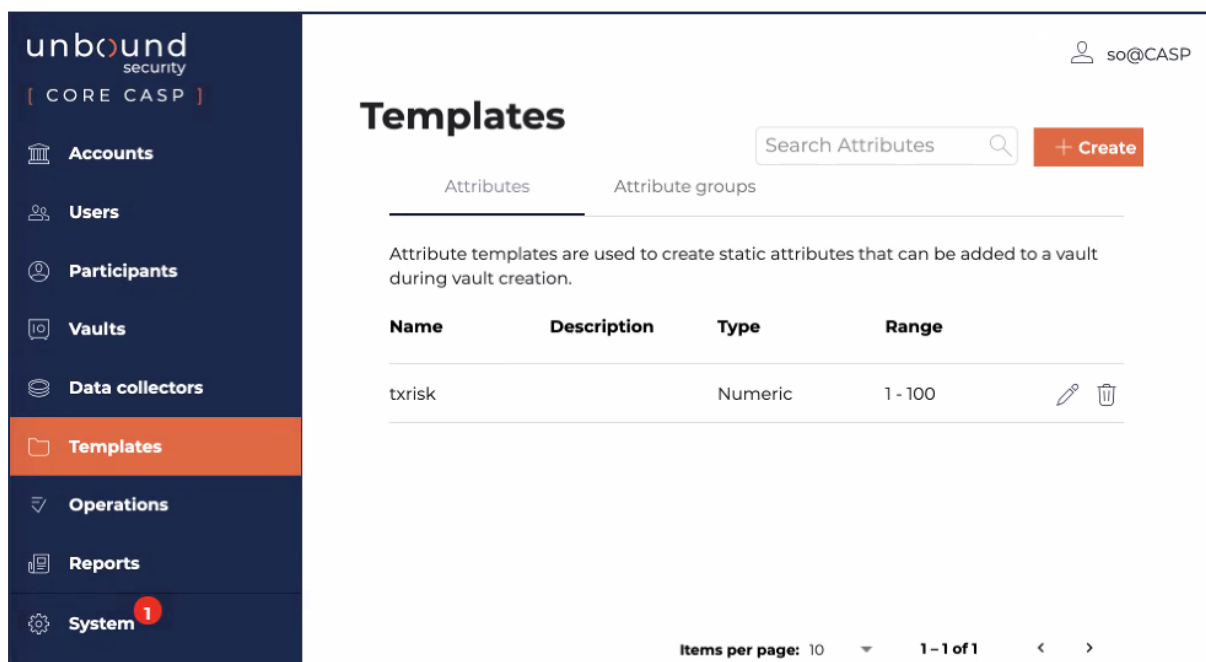 unbound
security
[ CORE CASP ]
Accounts
Users
Participants
Vaults
Data collectors
Templates
Operations
Reports
System 1
so@CASP
Templates
Search Attributes
+ Create
Attributes Attribute groups
Attribute templates are used to create static attributes that can be added to a vault
during vault creation.
Name Description Type Range
txrisk Numeric 1 - 100
Items per page: 10 1 – 1 of 1 < >